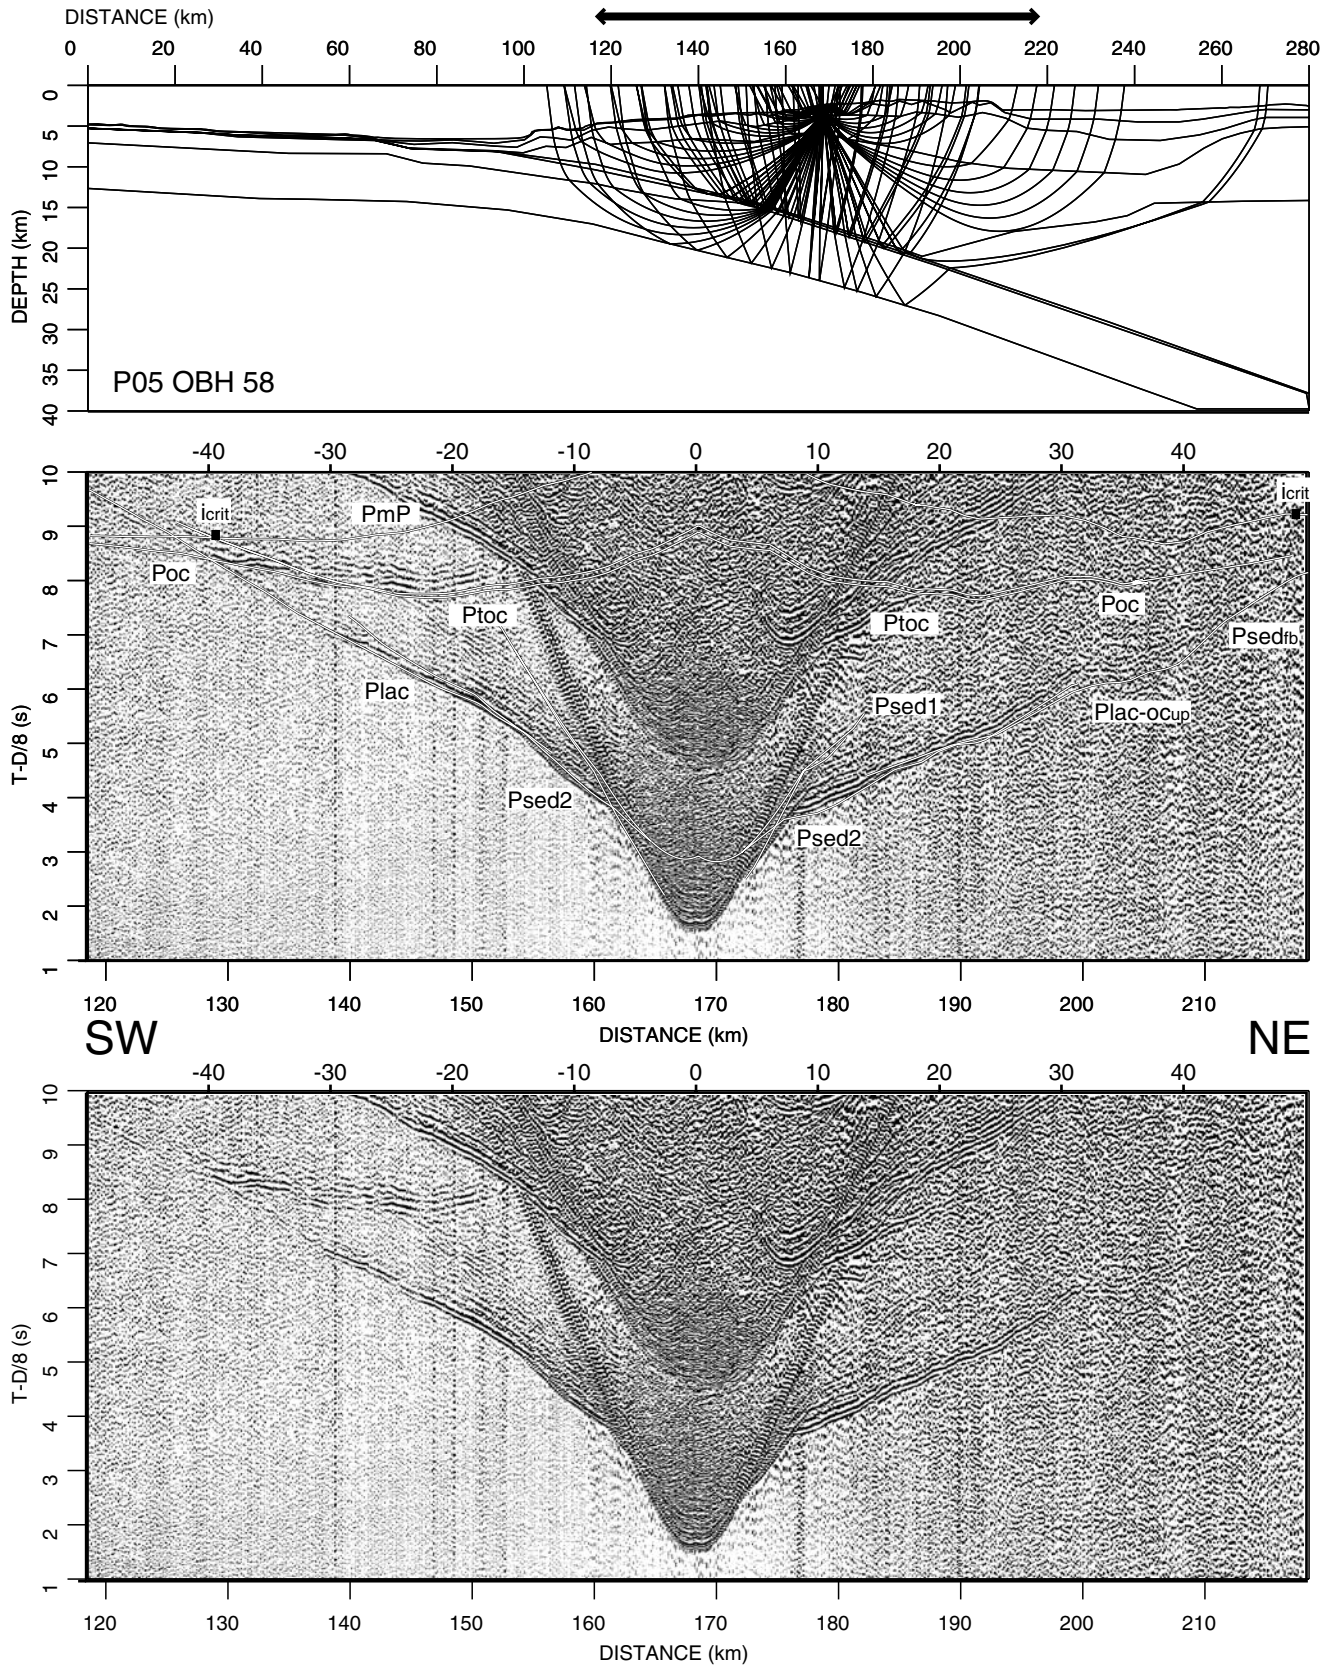 DISTANCE (km)
0 20 40 60 80 100 120 140 160 180 200 220 240 260 280
0
5
10
15
20
25
30
35
40
DEPTH (km)
P05 OBH 58
-40 -30 -20 -10 0 10 20 30 40
10
9
8
7
6
5
4
3
2
1
T-D/8 (s)
icrit
PmP
icrit
Poc
Ptoc
Ptoc
Poc
Psedfb
Plac
Psed1
Plac-ocup
Psed2
Psed2
120 130 140 150 160 170 180 190 200 210
DISTANCE (km)
SW NE
-40 -30 -20 -10 0 10 20 30 40
10
9
8
7
6
5
4
3
2
1
T-D/8 (s)
120 130 140 150 160 170 180 190 200 210
DISTANCE (km)